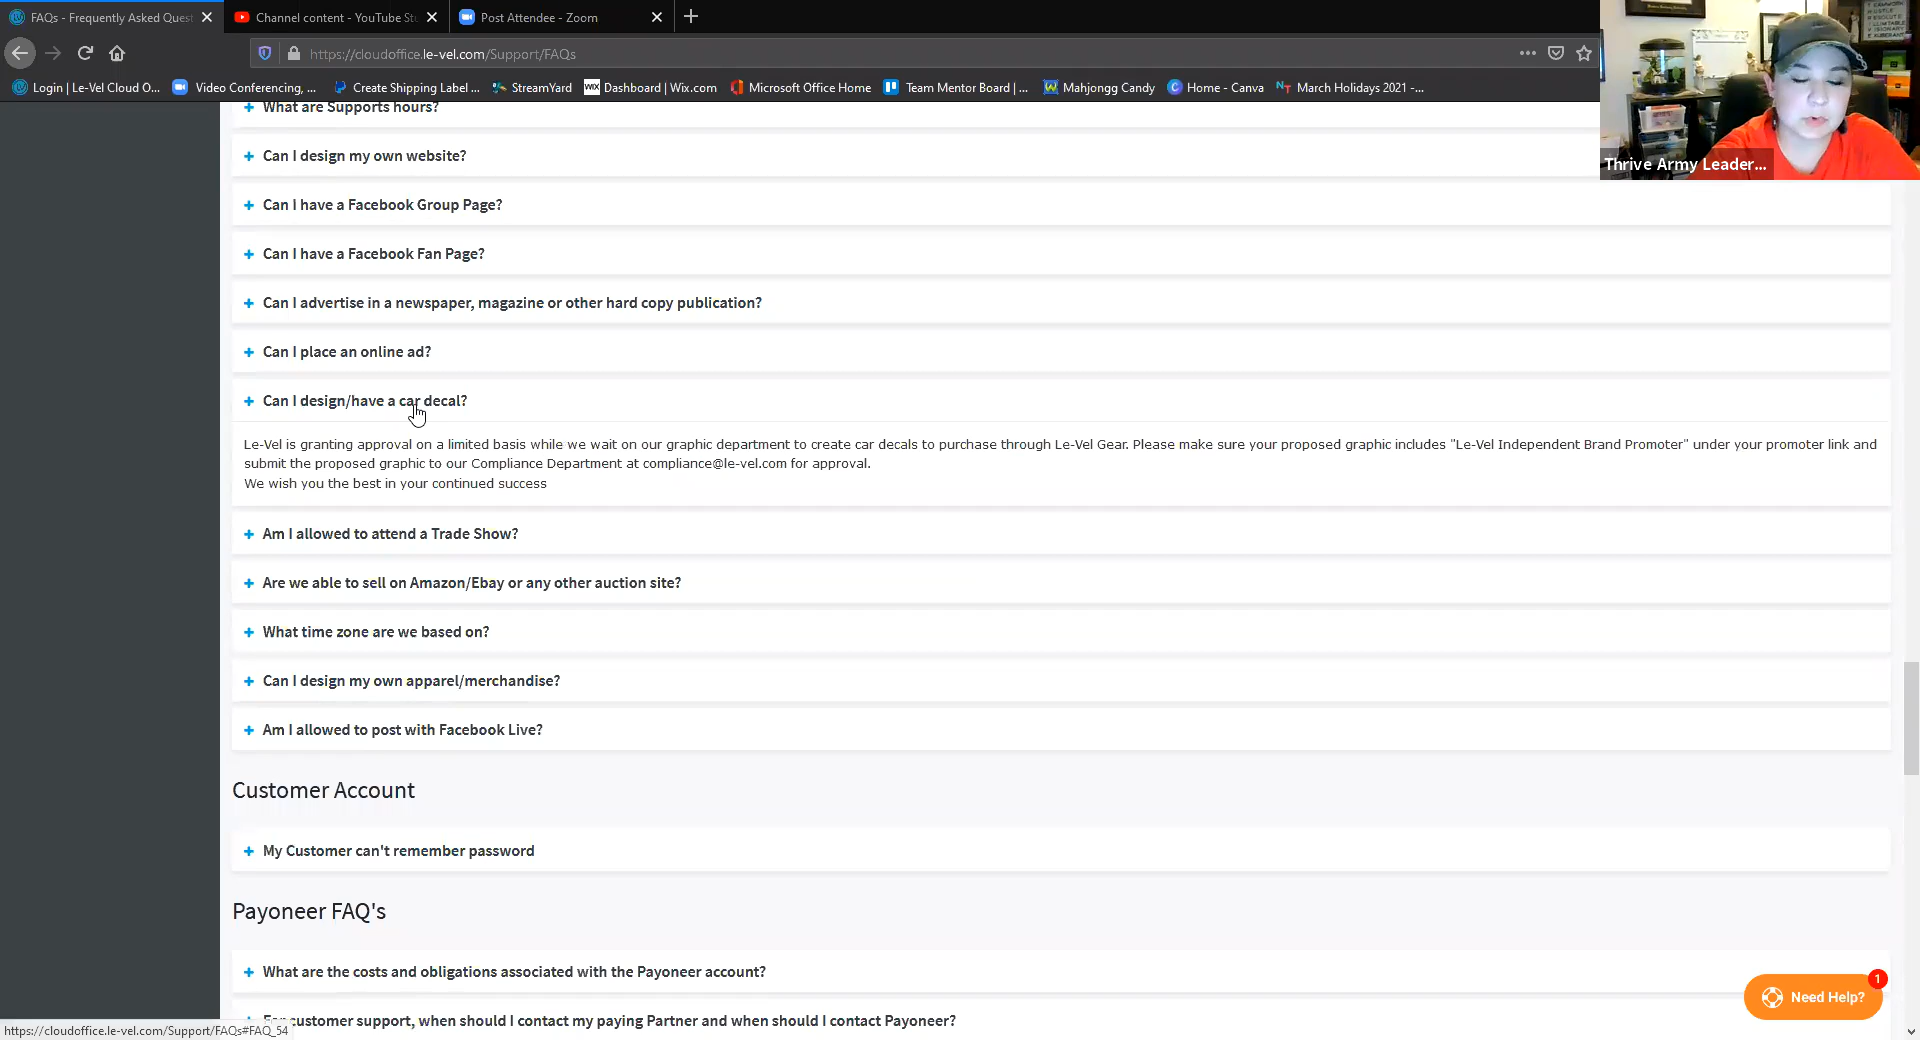 FAQs - Frequently Asked Quest
Channel content - YouTube Stu
Post Attendee - Zoom
https://cloudoffice.le-vel.com/Support/FAQs
Login | Le-Vel Cloud O...
Video Conferencing, ...
Create Shipping Label ...
StreamYard
WIX Dashboard | Wix.com
Microsoft Office Home
Team Mentor Board | ...
Mahjongg Candy
Home - Canva
March Holidays 2021 -...
Thrive Army Leader...
What are Supports hours?
Can I design my own website?
Can I have a Facebook Group Page?
Can I have a Facebook Fan Page?
Can I advertise in a newspaper, magazine or other hard copy publication?
Can I place an online ad?
Can I design/have a car decal?
Le-Vel is granting approval on a limited basis while we wait on our graphic department to create car decals to purchase through Le-Vel Gear. Please make sure your proposed graphic includes "Le-Vel Independent Brand Promoter" under your promoter link and
submit the proposed graphic to our Compliance Department at compliance@le-vel.com for approval.
We wish you the best in your continued success
Am I allowed to attend a Trade Show?
Are we able to sell on Amazon/Ebay or any other auction site?
What time zone are we based on?
Can I design my own apparel/merchandise?
Am I allowed to post with Facebook Live?
Customer Account
My Customer can't remember password
Payoneer FAQ's
What are the costs and obligations associated with the Payoneer account?
For customer support, when should I contact my paying Partner and when should I contact Payoneer?
1
Need Help?
https://cloudoffice.le-vel.com/Support/FAQs#FAQ_54